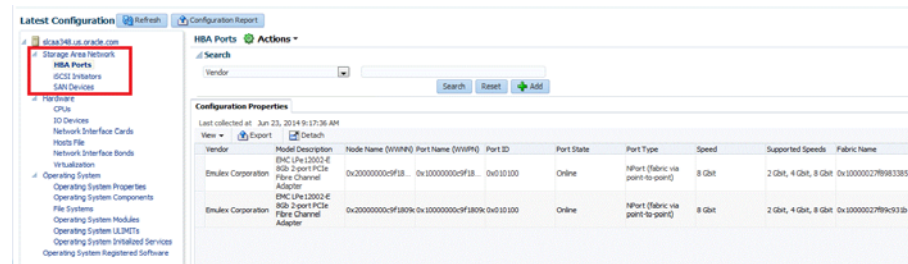 Latest Configuration Refresh Configuration Report
slcaa348.us.oracle.com
Storage Area Network
HBA Ports
iSCSI Initiators
SAN Devices
Hardware
CPUs
IO Devices
Network Interface Cards
Hosts File
Network Interface Bonds
Virtualization
Operating System
Operating System Properties
Operating System Components
File Systems
Operating System Modules
Operating System ULIMITs
Operating System Initialized Services
Operating System Registered Software
HBA Ports Actions
Search
Vendor
Search Reset Add
Configuration Properties
Last collected at Jun 23, 2014 9:17:36 AM
View Export Detach
Vendor Model Description Node Name (WWNN) Port Name (WWPN) Port ID Port State Port Type Speed Supported Speeds Fabric Name
Emulex Corporation EMC LPe12002-E 8Gb 2-port PCIe Fibre Channel Adapter 0x20000000c9f18... 0x10000000c9f18... 0x010100 Online NPort (fabric via point-to-point) 8 Gbit 2 Gbit, 4 Gbit, 8 Gbit 0x10000027f8983385
Emulex Corporation EMC LPe12002-E 8Gb 2-port PCIe Fibre Channel Adapter 0x20000000c9f1809c 0x10000000c9f1809c 0x010100 Online NPort (fabric via point-to-point) 8 Gbit 2 Gbit, 4 Gbit, 8 Gbit 0x10000027f89c931b